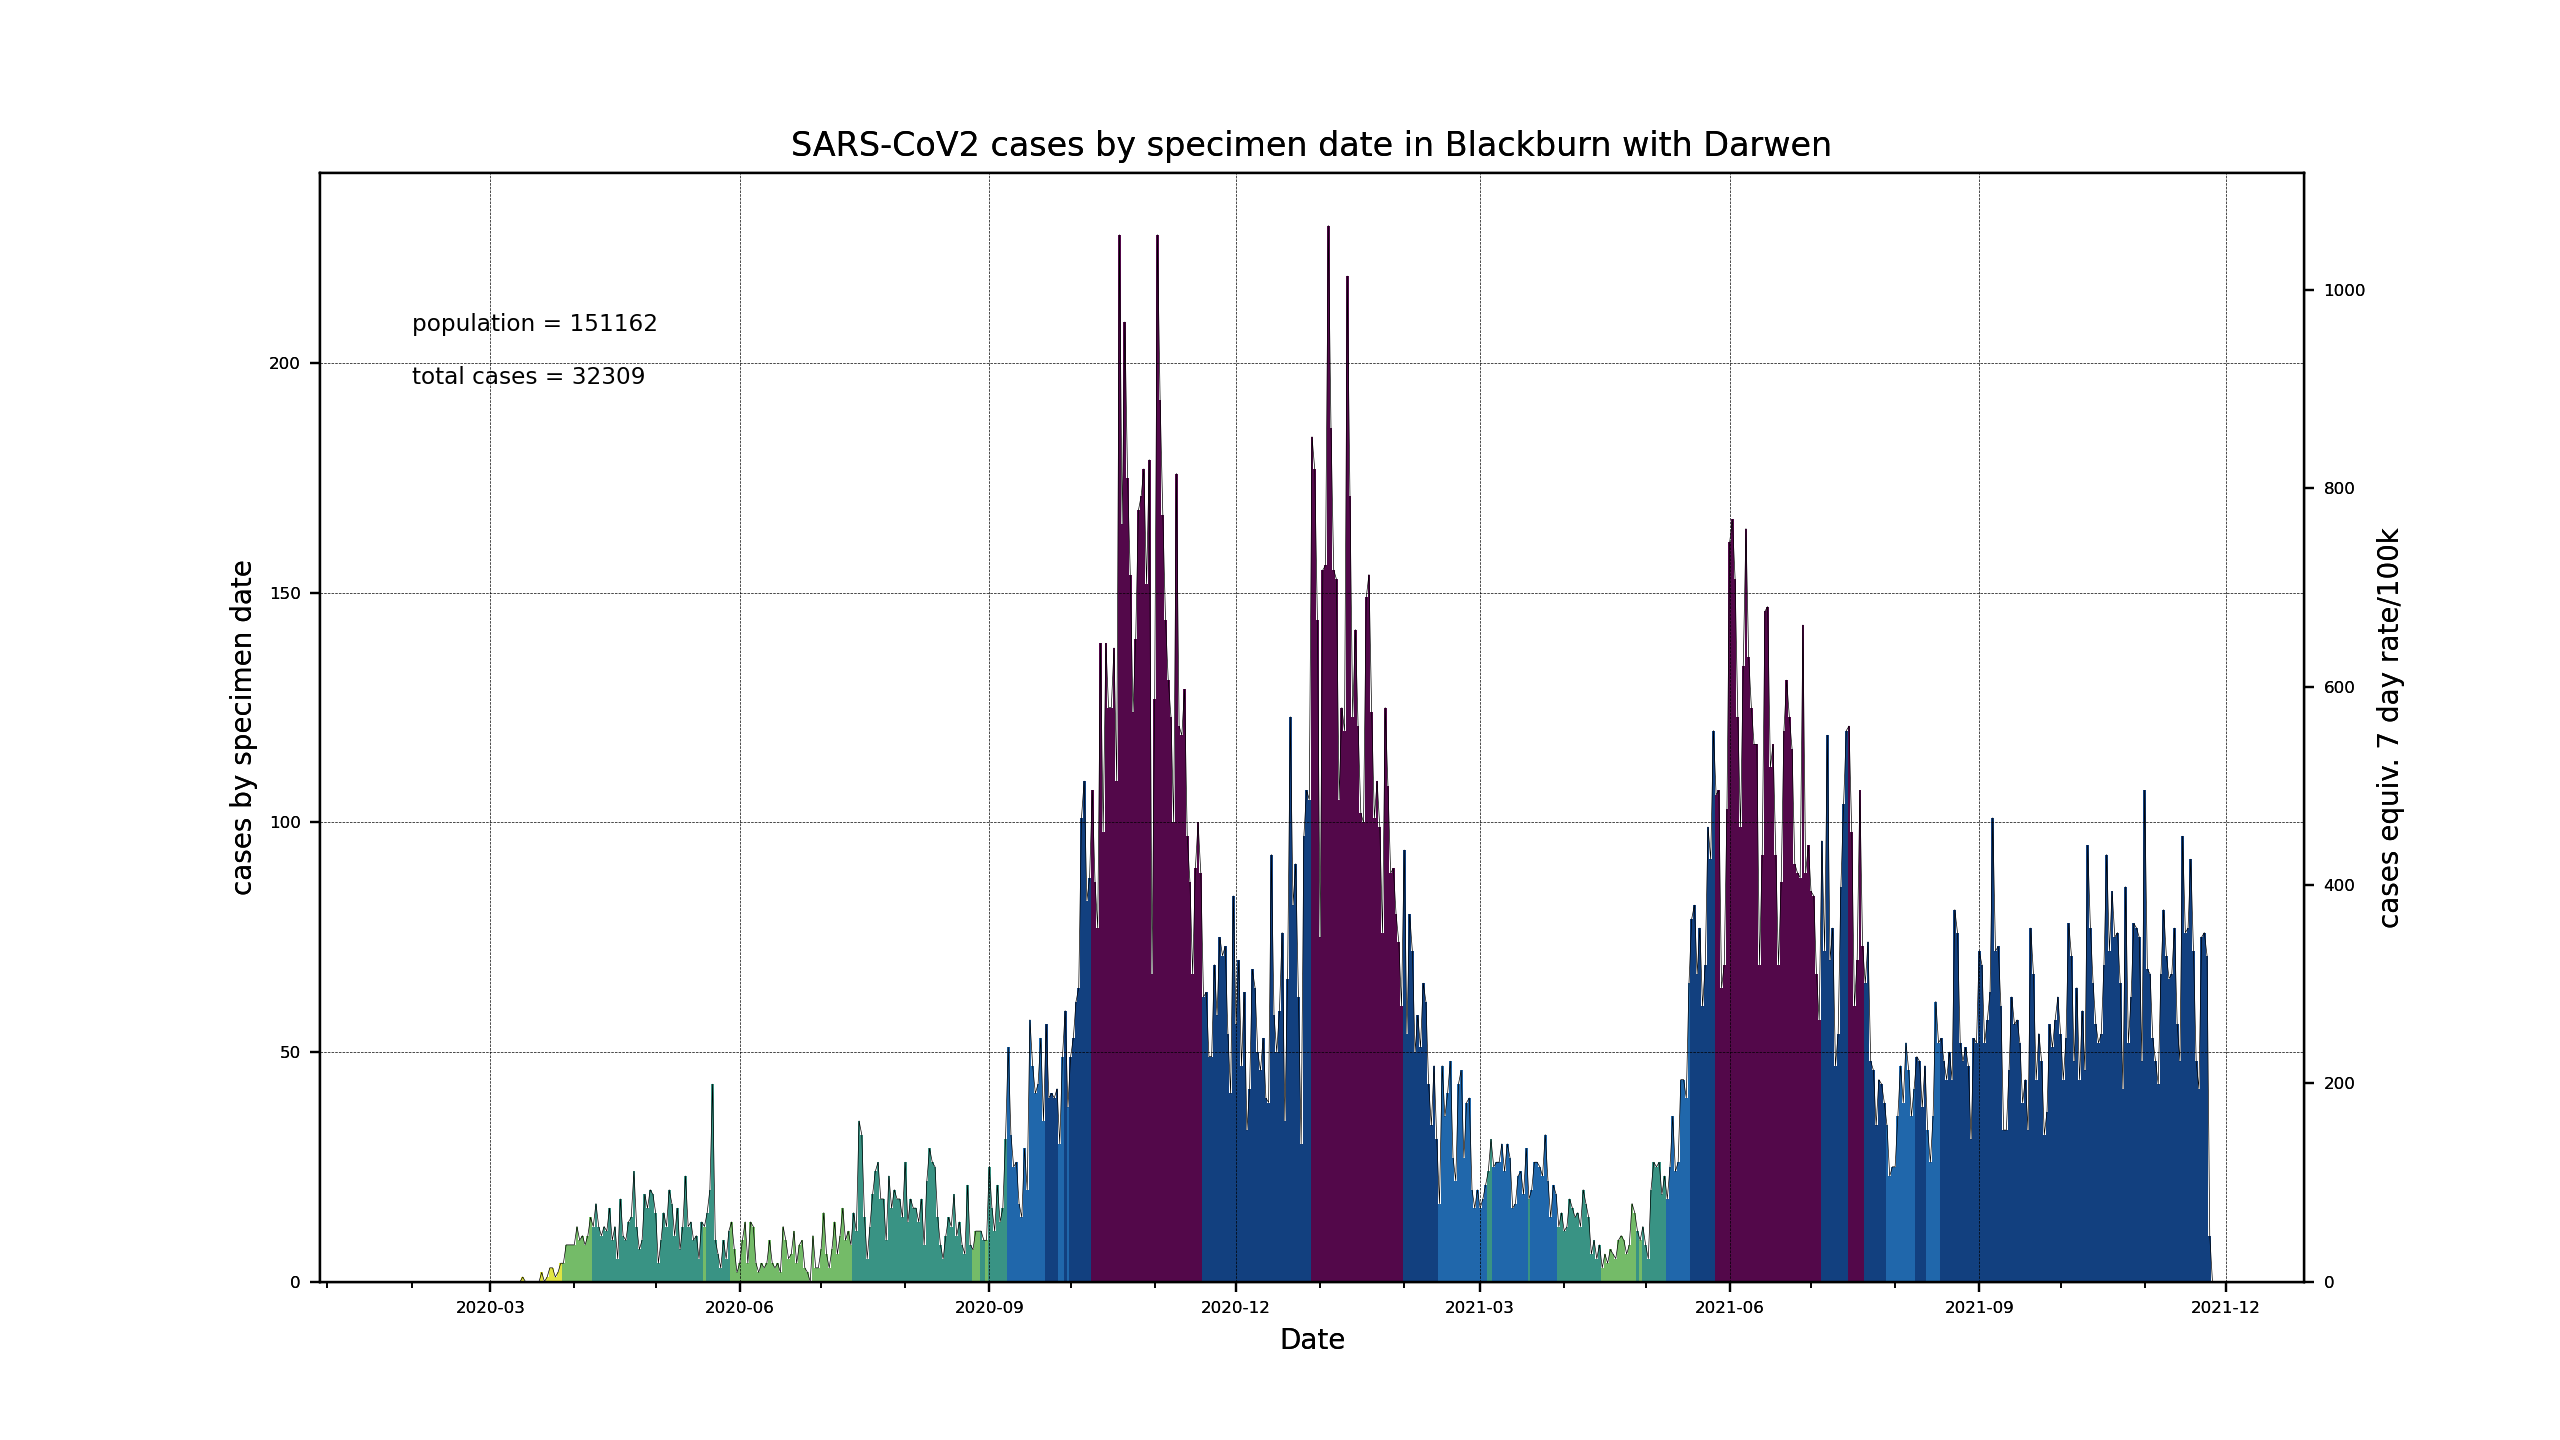 SARS-CoV2 cases by specimen date in Blackburn with Darwen
population = 151162
total cases = 32309
cases by specimen date
200
150
100
50
0
1000
800
600
400
200
0
cases equiv. 7 day rate/100k
2020-03 2020-06 2020-09 2020-12 2021-03 2021-06 2021-09 2021-12
Date